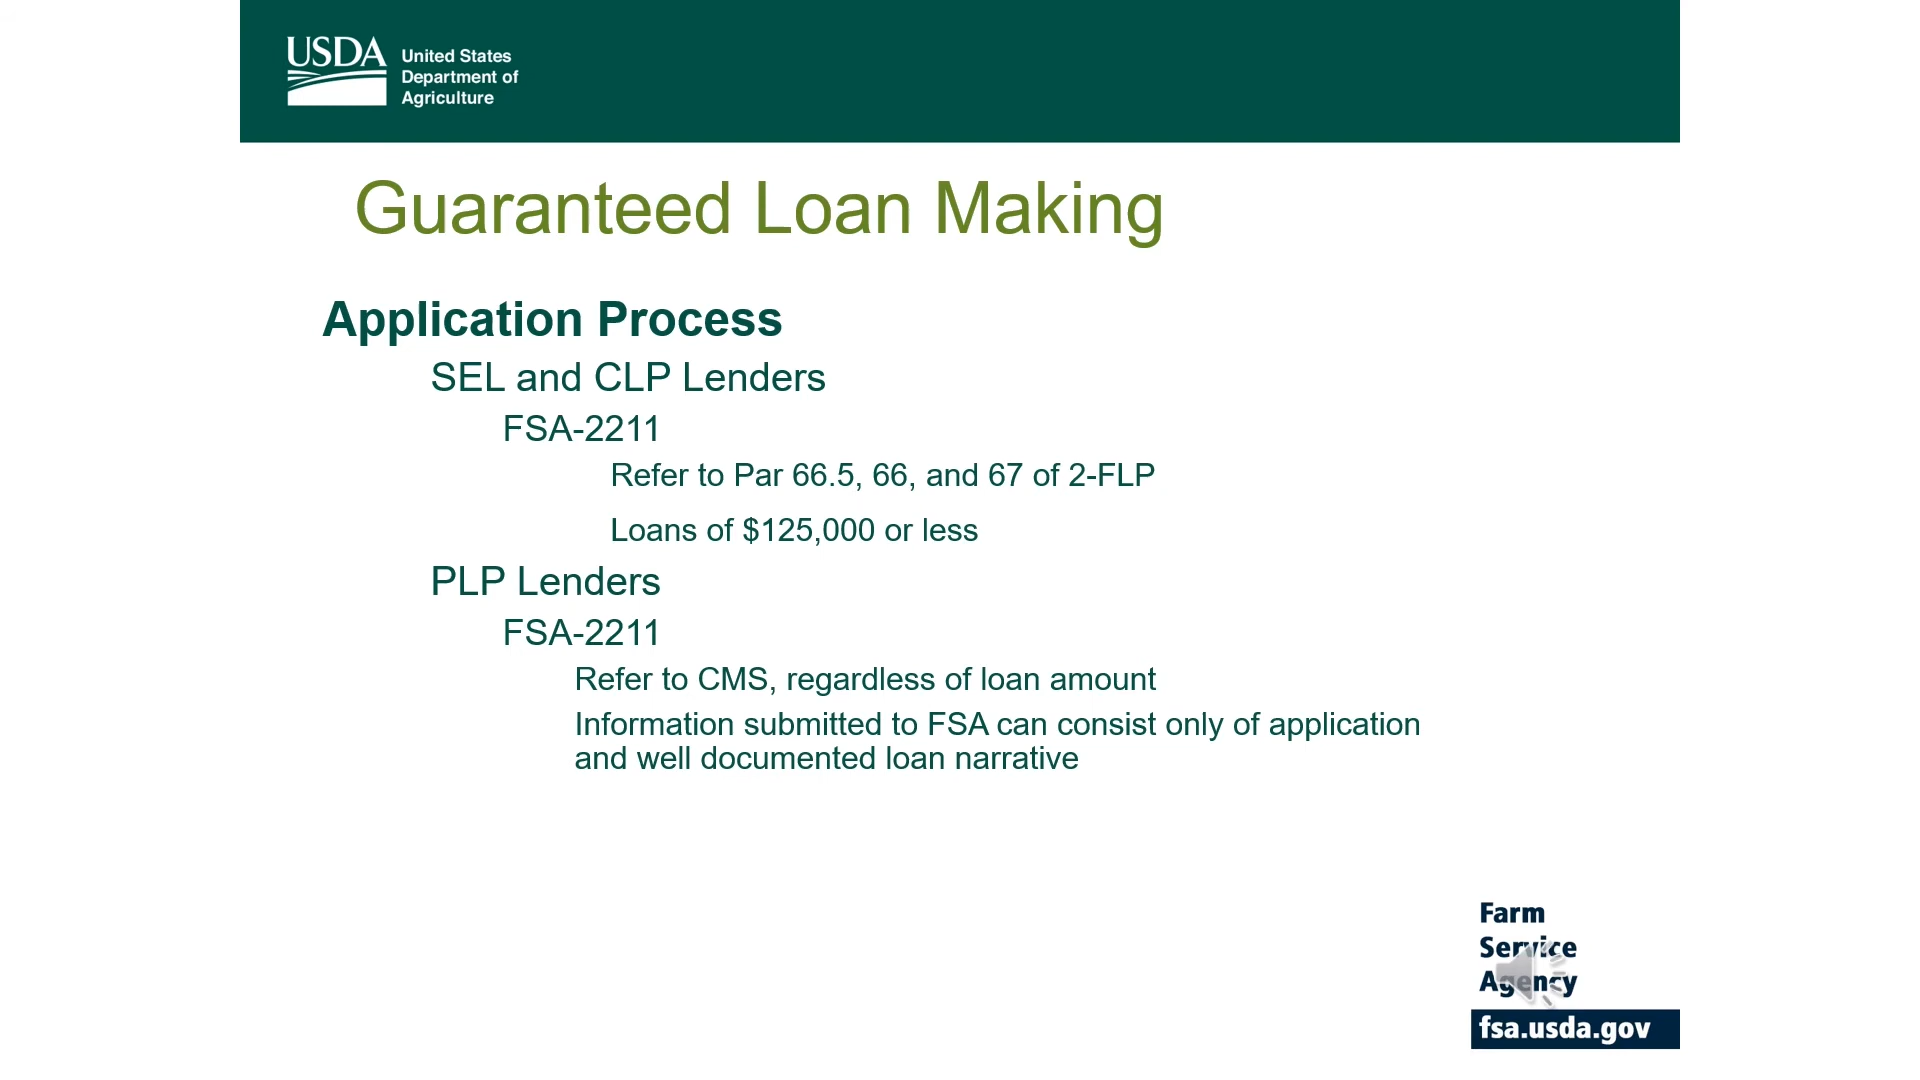 USDA
United States
Department of
Agriculture
Guaranteed Loan Making
Application Process
SEL and CLP Lenders
FSA-2211
Refer to Par 66.5, 66, and 67 of 2-FLP
Loans of $125,000 or less
PLP Lenders
FSA-2211
Refer to CMS, regardless of loan amount
Information submitted to FSA can consist only of application
and well documented loan narrative
Farm
Service
Agency
fsa.usda.gov